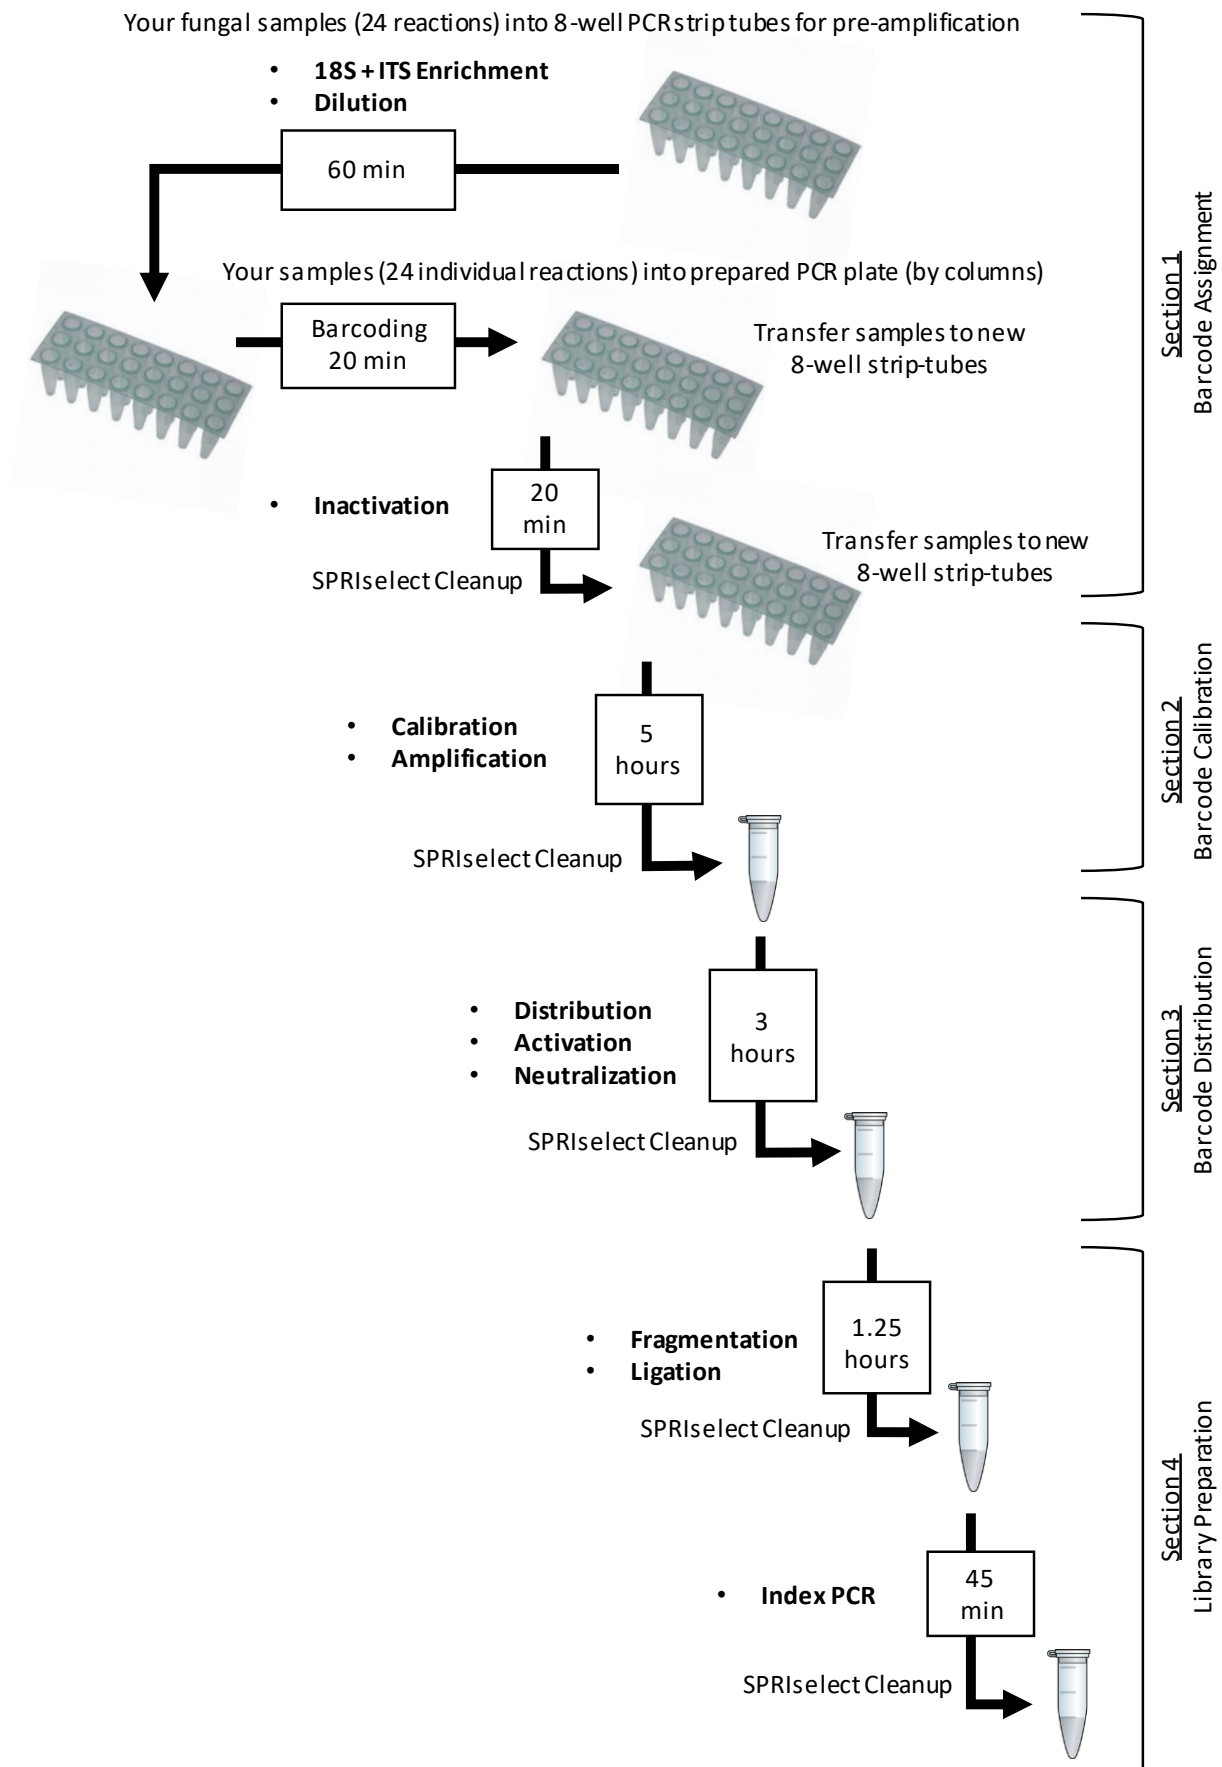 Your fungal samples (24 reactions) into 8-well PCR strip tubes for pre-amplification
• 18S + ITS Enrichment
• Dilution
60 min
Your samples (24 individual reactions) into prepared PCR plate (by columns)
Barcoding
20 min
Transfer samples to new
8-well strip-tubes
• Inactivation
20
min
SPRIselect Cleanup
Transfer samples to new
8-well strip-tubes
Section 1
Barcode Assignment
• Calibration
• Amplification
5
hours
SPRIselect Cleanup
Section 2
Barcode Calibration
• Distribution
• Activation
• Neutralization
3
hours
SPRIselect Cleanup
Section 3
Barcode Distribution
• Fragmentation
• Ligation
1.25
hours
SPRIselect Cleanup
• Index PCR
45
min
SPRIselect Cleanup
Section 4
Library Preparation